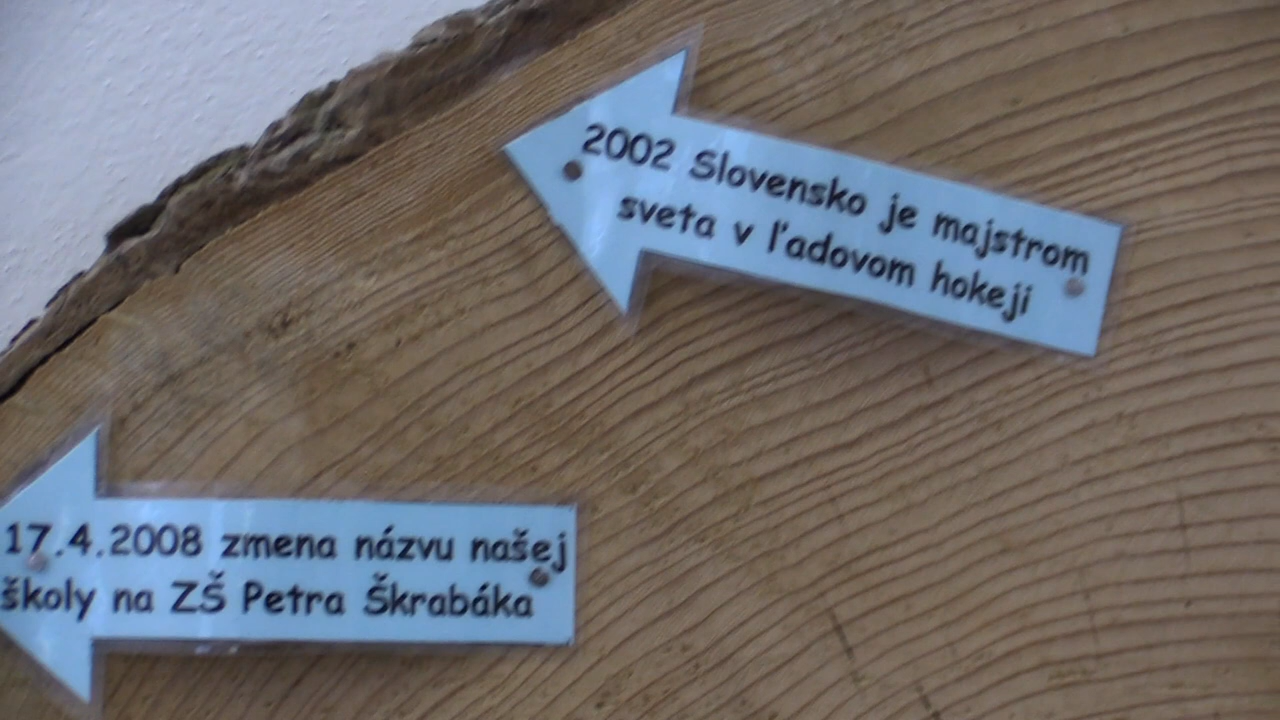 2002 Slovensko je majstrom
sveta v ľadovom hokeji
17.4.2008 zmena názvu našej
školy na ZŠ Petra Škrabáka